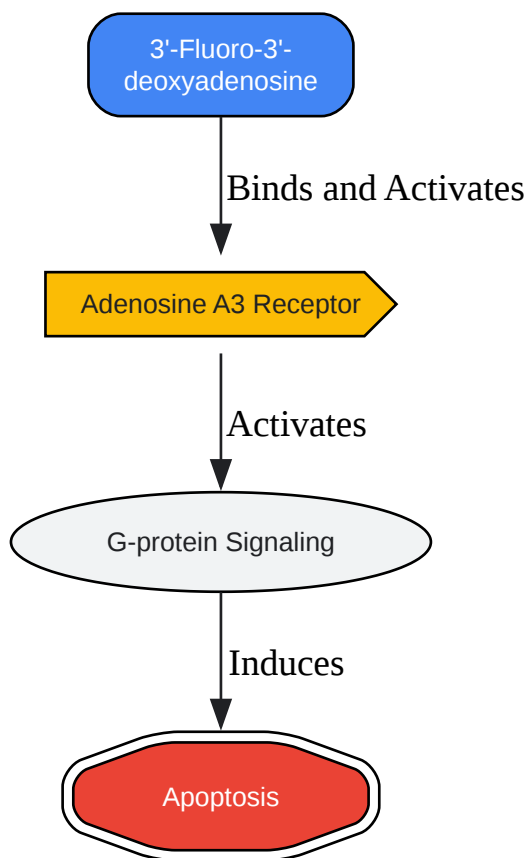 3'-Fluoro-3'-
deoxyadenosine
Binds and Activates
Adenosine A3 Receptor
Activates
G-protein Signaling
Induces
Apoptosis